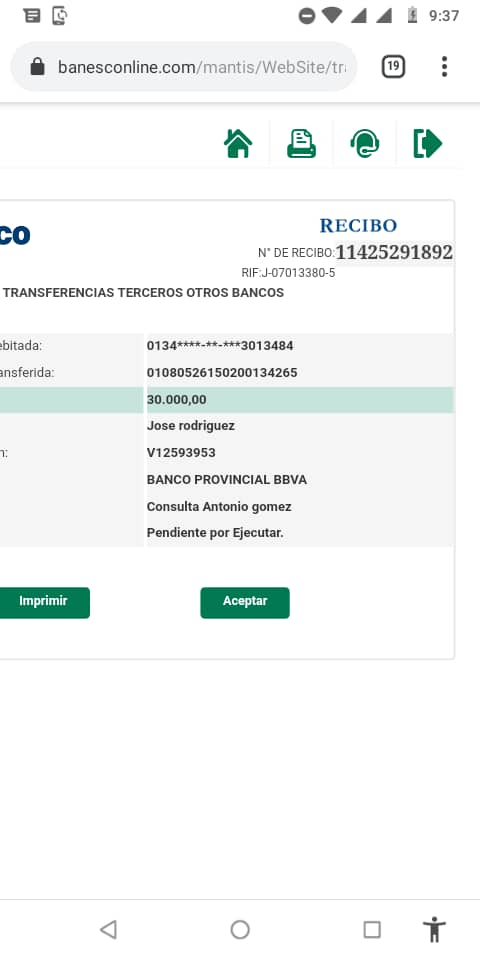 9:37
banesconline.com/mantis/WebSite/tr
19
co
RECIBO
N° DE RECIBO:11425291892
RIF:J-07013380-5
TRANSFERENCIAS TERCEROS OTROS BANCOS
ebitada: 0134****-**-***3013484
ansferida: 01080526150200134265
30.000,00
Jose rodriguez
n: V12593953
BANCO PROVINCIAL BBVA
Consulta Antonio gomez
Pendiente por Ejecutar.
Imprimir Aceptar